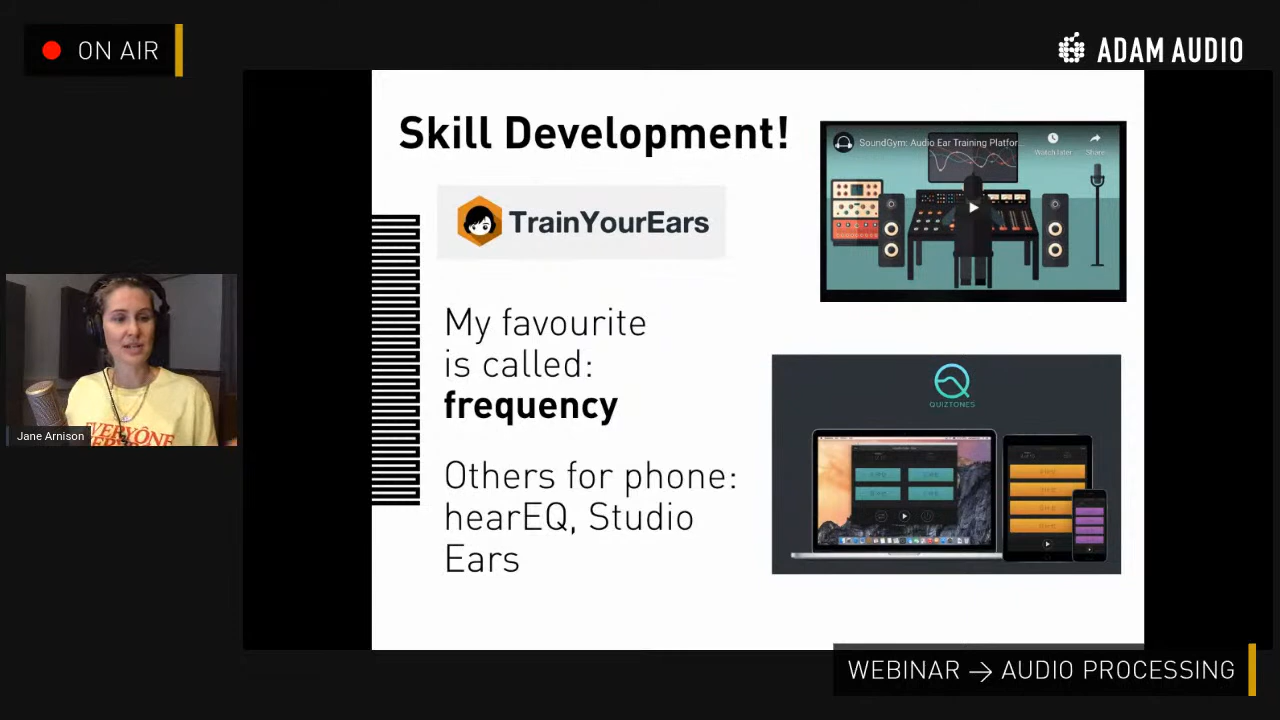 ON AIR
ADAM AUDIO
Skill Development!
SoundGym: Audio Ear Training Platfor...
Watch later
Share
TrainYourEars
My favourite
is called:
frequency
Others for phone:
hearEQ, Studio
Ears
QUIZTONES
EVERYONE
Jane Arnison
WEBINAR → AUDIO PROCESSING